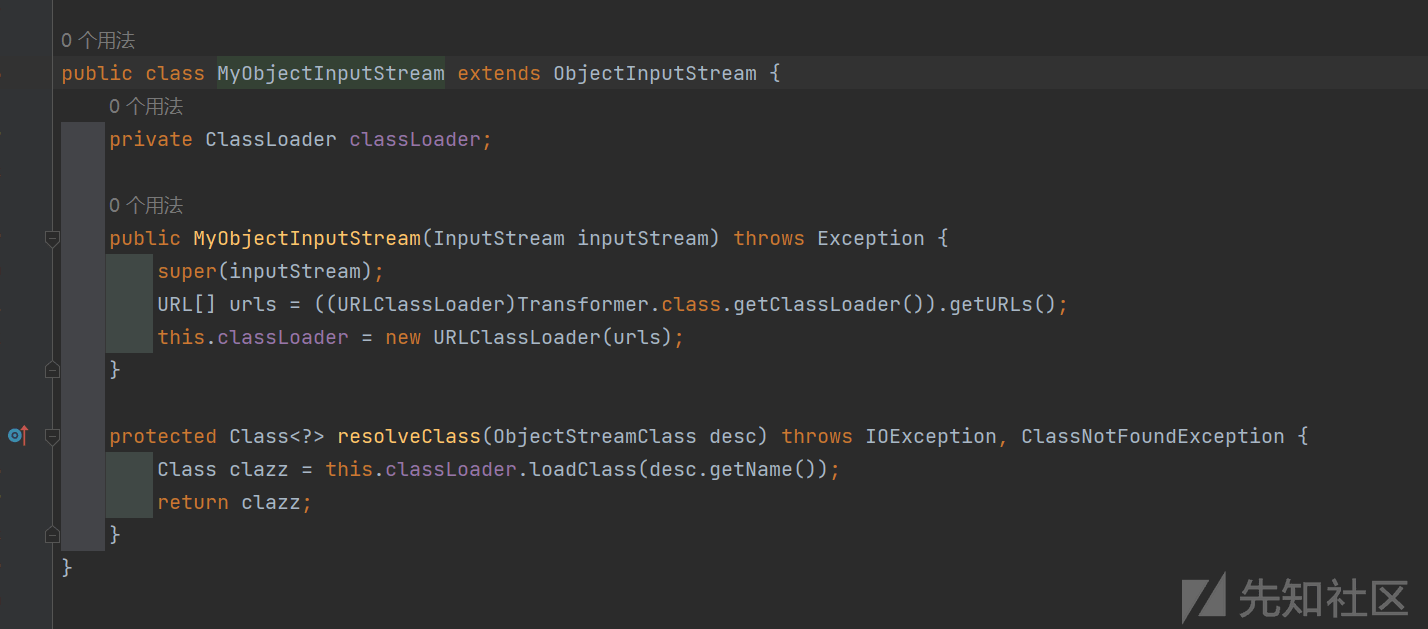 0 个用法
public class MyObjectInputStream extends ObjectInputStream {
0 个用法
private ClassLoader classLoader;
0 个用法
public MyObjectInputStream(InputStream inputStream) throws Exception {
super(inputStream);
URL[] urls = ((URLClassLoader)Transformer.class.getClassLoader()).getURLs();
this.classLoader = new URLClassLoader(urls);
}
protected Class<?> resolveClass(ObjectStreamClass desc) throws IOException, ClassNotFoundException {
Class clazz = this.classLoader.loadClass(desc.getName());
return clazz;
}
}
先知社区